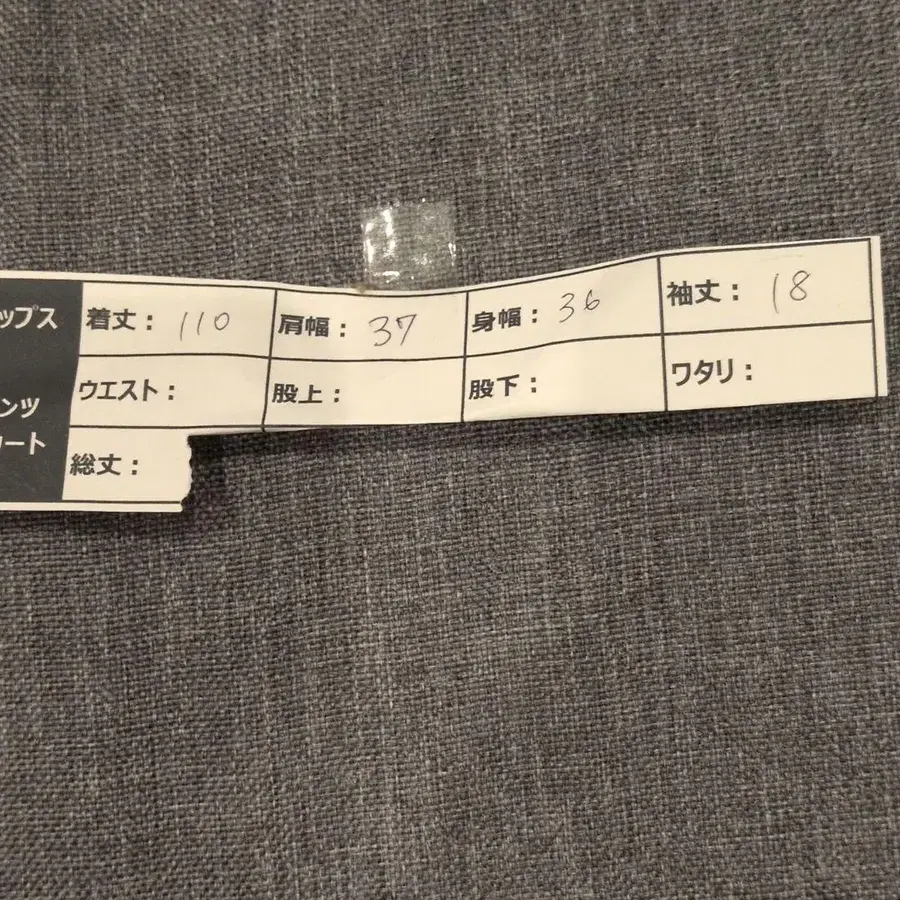 ップス 着丈： 110 肩幅： 37 身幅： 36 袖丈： 18
ンツ ウエスト： 股上： 股下： ワタリ：
ート 総丈：